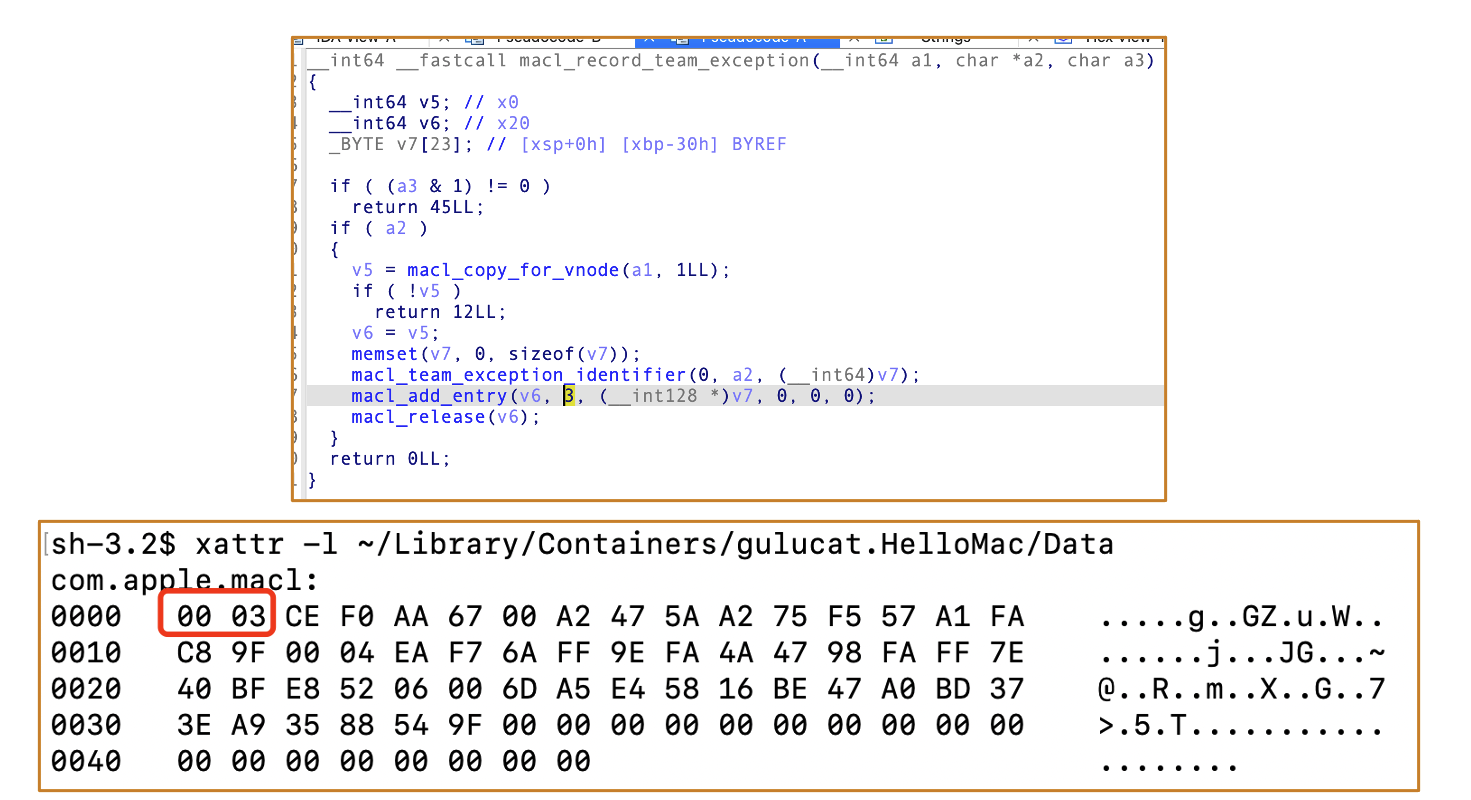 __int64 __fastcall macl_record_team_exception(__int64 a1, char *a2, char a3)
{
__int64 v5; // x0
__int64 v6; // x20
_BYTE v7[23]; // [xsp+0h] [xbp-30h] BYREF
if ( (a3 & 1) != 0 )
return 45LL;
if ( a2 )
{
v5 = macl_copy_for_vnode(a1, 1LL);
if ( !v5 )
return 12LL;
v6 = v5;
memset(v7, 0, sizeof(v7));
macl_team_exception_identifier(0, a2, (__int64)v7);
macl_add_entry(v6, 3, (__int128 *)v7, 0, 0, 0);
macl_release(v6);
}
return 0LL;
}
[sh-3.2$ xattr -l ~/Library/Containers/gulucat.HelloMac/Data
com.apple.macl:
0000 00 03 CE F0 AA 67 00 A2 47 5A A2 75 F5 57 A1 FA .....g..GZ.u.W..
0010 C8 9F 00 04 EA F7 6A FF 9E FA 4A 47 98 FA FF 7E ......j...JG...~
0020 40 BF E8 52 06 00 6D A5 E4 58 16 BE 47 A0 BD 37 @..R..m..X..G..7
0030 3E A9 35 88 54 9F 00 00 00 00 00 00 00 00 00 00 >.5.T...........
0040 00 00 00 00 00 00 00 00 ........